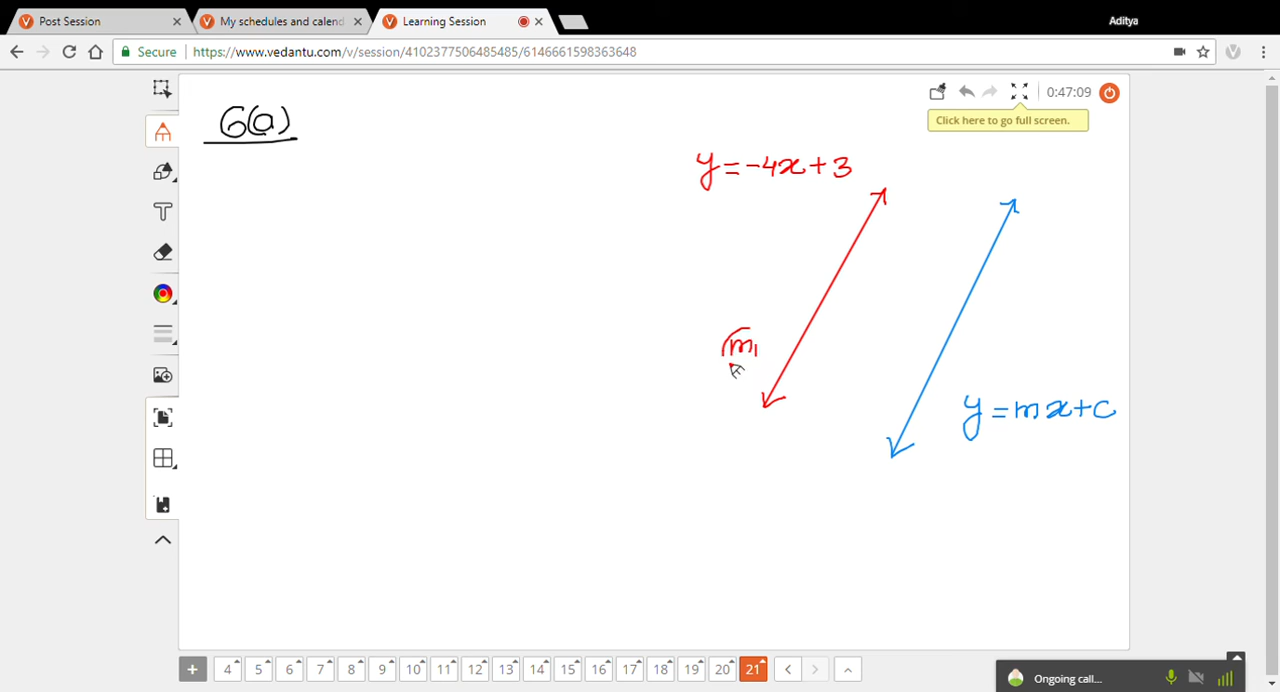 Aditya
Post Session
My schedules and calend
Learning Session
Secure
https://www.vedantu.com/v/session/4102377506485485/6146661598363648
0:47:09
Click here to go full screen.
6(a)
y=-4x+3
m1
y=mx+c
4 5 6 7 8 9 10 11 12 13 14 15 16 17 18 19 20 21
Ongoing call...